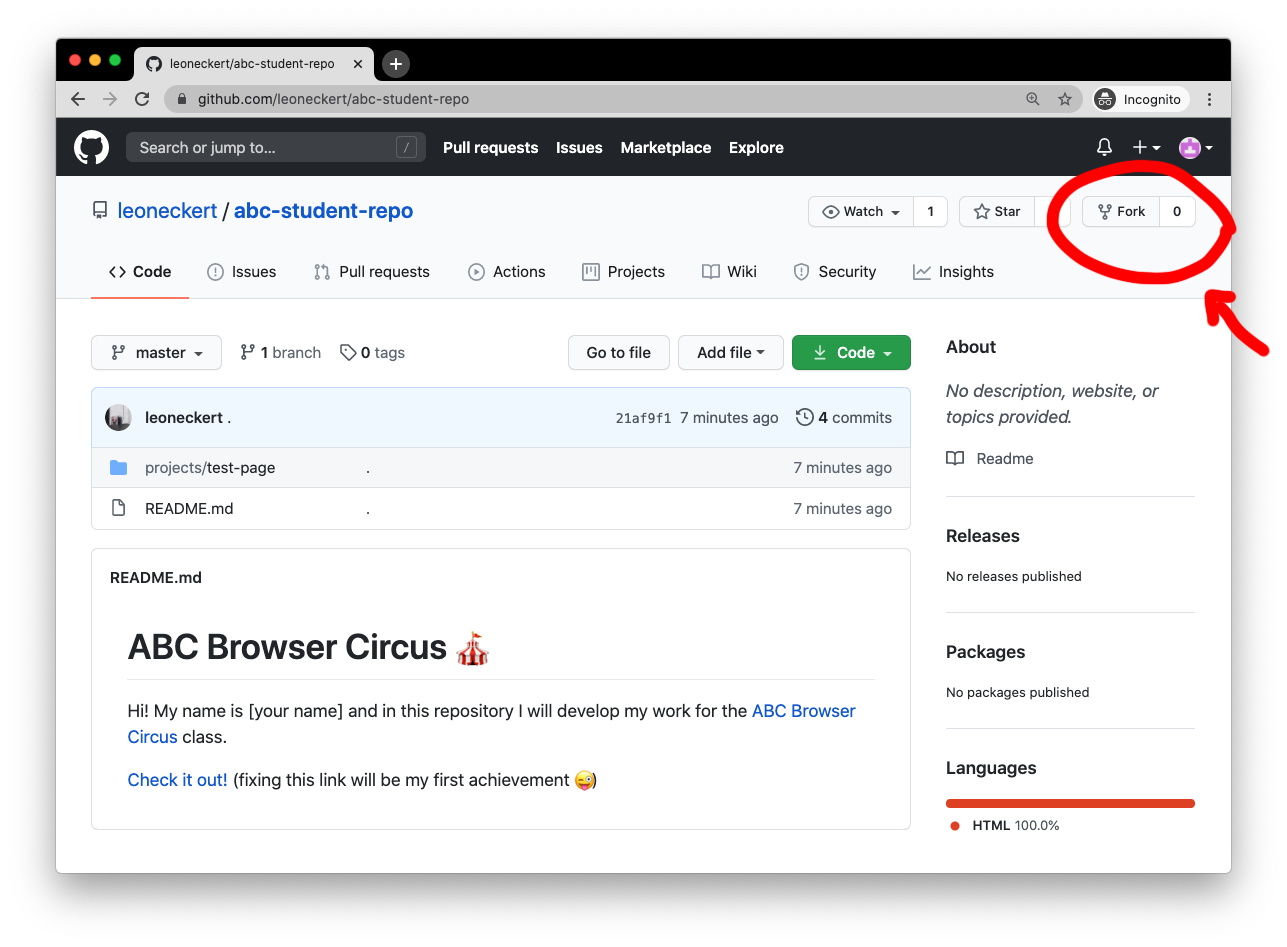 leoneckert/abc-student-repo
github.com/leoneckert/abc-student-repo
Incognito
Search or jump to...
/
Pull requests
Issues
Marketplace
Explore
leoneckert / abc-student-repo
Watch
1
Star
Fork
0
Code
Issues
Pull requests
Actions
Projects
Wiki
Security
Insights
master
1 branch
0 tags
Go to file
Add file
Code
leoneckert .
21af9f1 7 minutes ago
4 commits
projects/test-page
.
7 minutes ago
README.md
.
7 minutes ago
README.md
ABC Browser Circus 🎪
Hi! My name is [your name] and in this repository I will develop my work for the ABC Browser
Circus class.
Check it out! (fixing this link will be my first achievement 😜)
About
No description, website, or
topics provided.
Readme
Releases
No releases published
Packages
No packages published
Languages
HTML 100.0%